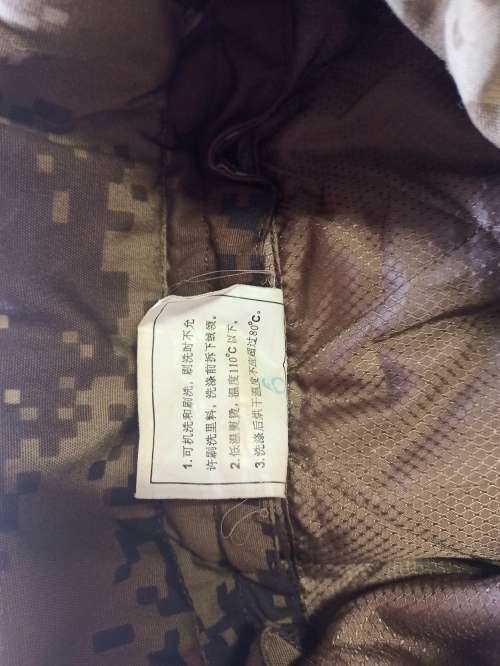 1. 可机洗和刷洗，刷洗时不允
许刷洗里料，洗涤前拆下绒领。
2. 低温熨烫，温度110°C以下。
3. 洗涤后烘干温度不应超过80°C。